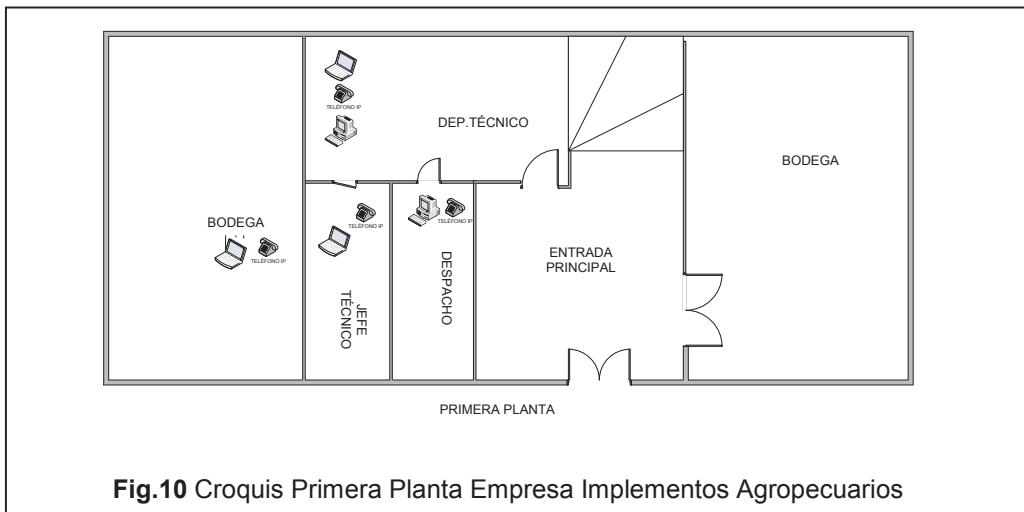 TELÉFONO IP
DEP.TÉCNICO
BODEGA
BODEGA
TELÉFONO IP
TELÉFONO IP
JEFE
TÉCNICO
TELÉFONO IP
DESPACHO
ENTRADA
PRINCIPAL
PRIMERA PLANTA
Fig.10 Croquis Primera Planta Empresa Implementos Agropecuarios